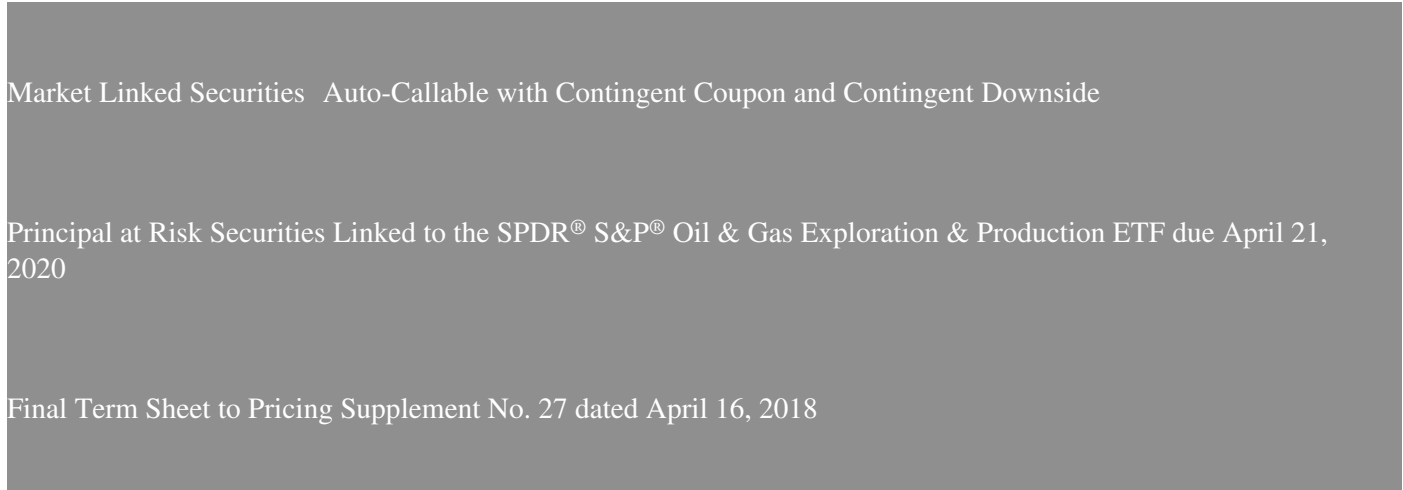 Market Linked Securities  Auto-Callable with Contingent Coupon and Contingent Downside
Principal at Risk Securities Linked to the SPDR® S&P® Oil & Gas Exploration & Production ETF due April 21,
2020
Final Term Sheet to Pricing Supplement No. 27 dated April 16, 2018